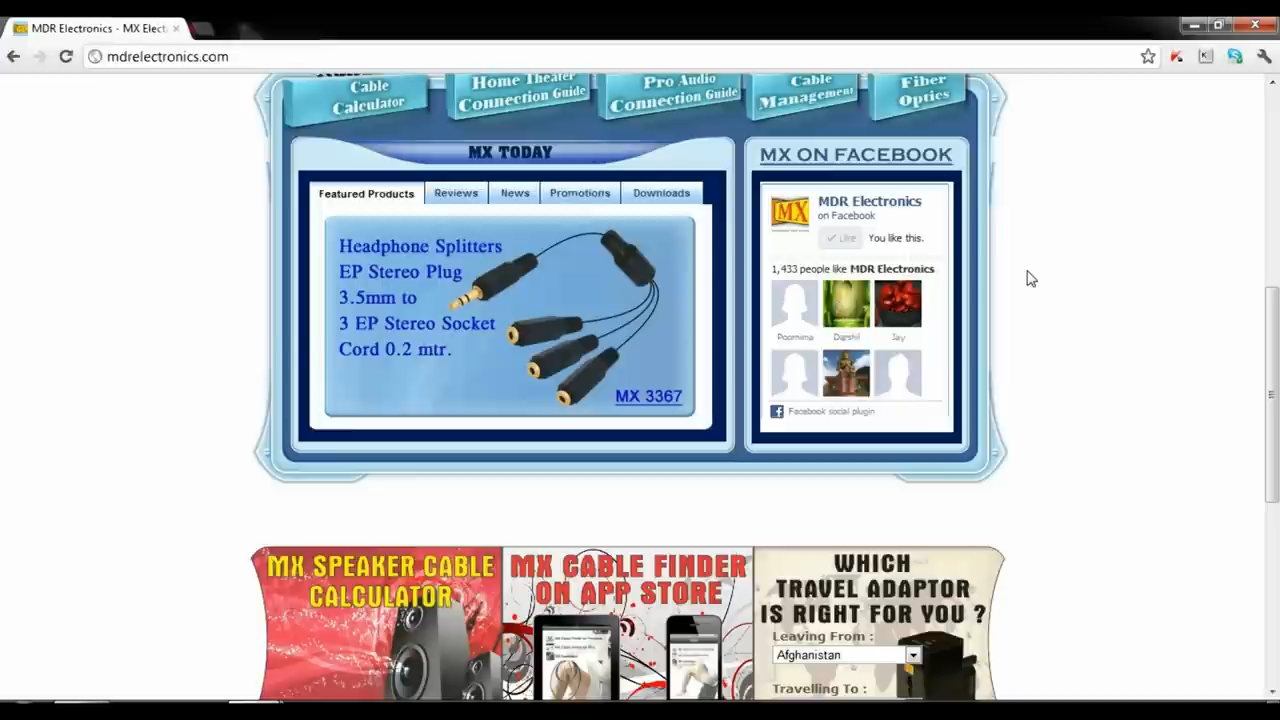 MDR Electronics - MX Elect
mdrelectronics.com
Cable
Calculator
Home Theater
Connection Guide
Pro Audio
Connection Guide
Cable
Management
Fiber
Optics
MX TODAY
Featured Products
Reviews
News
Promotions
Downloads
Headphone Splitters
EP Stereo Plug
3.5mm to
3 EP Stereo Socket
Cord 0.2 mtr.
MX 3367
MX ON FACEBOOK
MX
MDR Electronics
on Facebook
Like
You like this.
1,433 people like MDR Electronics
Poornima
Darshil
Jay
Facebook social plugin
MX SPEAKER CABLE
CALCULATOR
MX CABLE FINDER
ON APP STORE
WHICH
TRAVEL ADAPTOR
IS RIGHT FOR YOU ?
Leaving From :
Afghanistan
Travelling To :